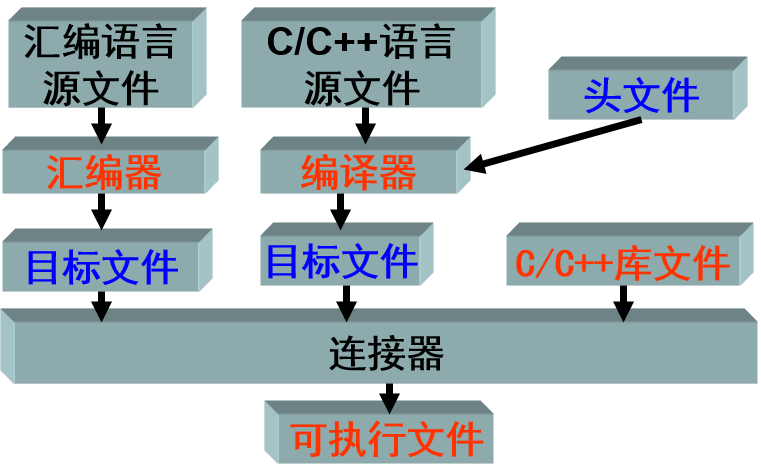 汇编语言
源文件
C/C++语言
源文件
头文件
汇编器
编译器
目标文件
目标文件
C/C++库文件
连接器
可执行文件